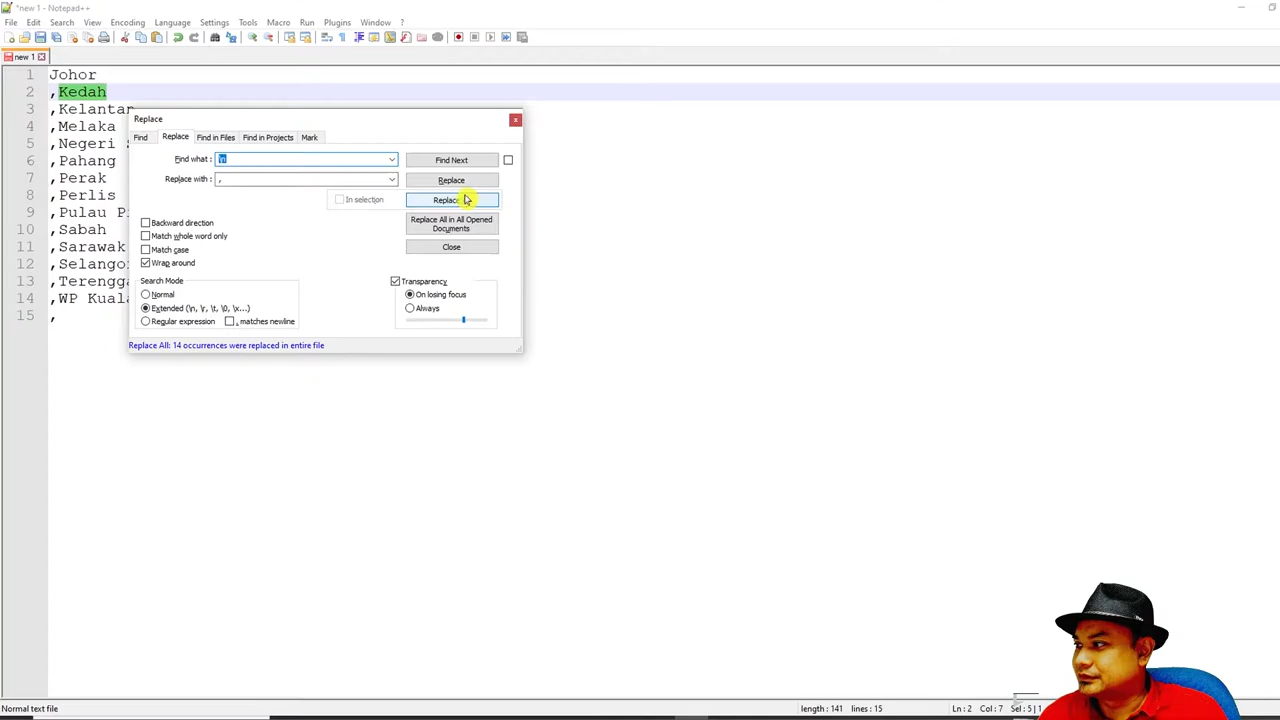 *new 1 - Notepad++
File Edit Search View Encoding Language Settings Tools Macro Run Plugins Window ?
new 1
1 Johor
2 ,Kedah
3 ,Kelantan
4 ,Melaka
5 ,Negeri
6 ,Pahang
7 ,Perak
8 ,Perlis
9 ,Pulau
10 ,Sabah
11 ,Sarawak
12 ,Selangor
13 ,Terengga
14 ,WP Kuala
15 ,
Replace
Find Replace Find in Files Find in Projects Mark
Find what : \n
Find Next
Replace with : ,
Replace
In selection
Replace
Replace All in All Opened Documents
Close
Backward direction
Match whole word only
Match case
Wrap around
Search Mode
Normal
Extended (\n, \r, \t, \0, \x...)
Regular expression . matches newline
Transparency
On losing focus
Always
Replace All: 14 occurrences were replaced in entire file
Normal text file
length : 141 lines : 15
Ln : 2 Col : 7 Sel : 5 | 1